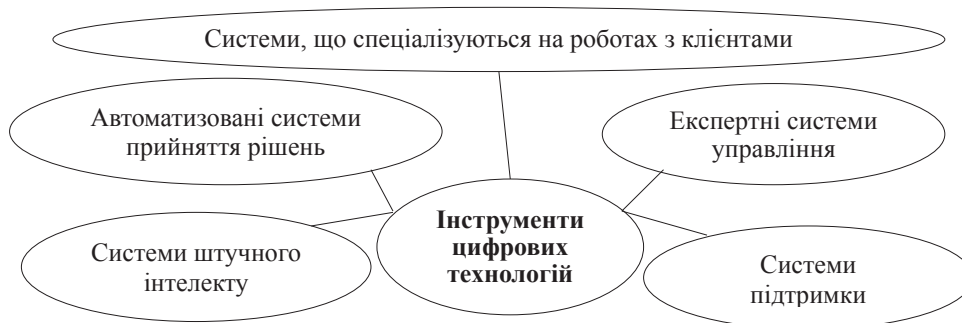 Системи, що спеціалізуються на роботах з клієнтами
Автоматизовані системи
прийняття рішень
Експертні системи
управління
Інструменти
цифрових
технологій
Системи штучного
інтелекту
Системи
підтримки